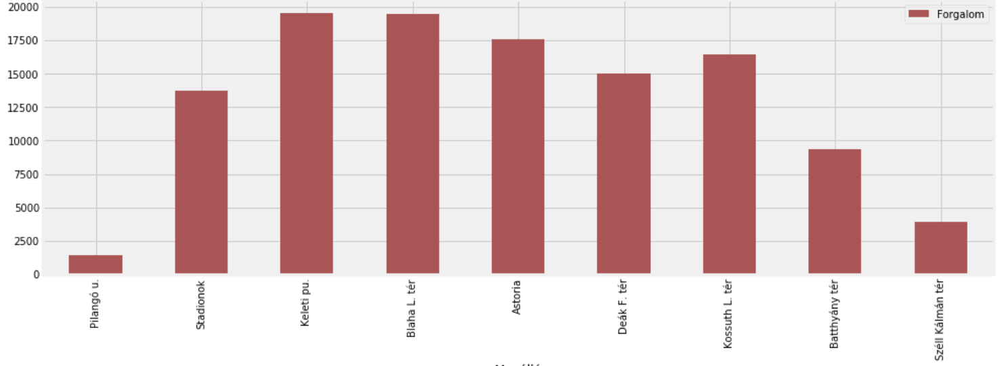 20000
17500
15000
12500
10000
7500
5000
2500
0
Forgalom
Pilangó u.
Stadionok
Keleti pu.
Blaha L. tér
Astoria
Deák F. tér
Kossuth L. tér
Batthyány tér
Széll Kálmán tér